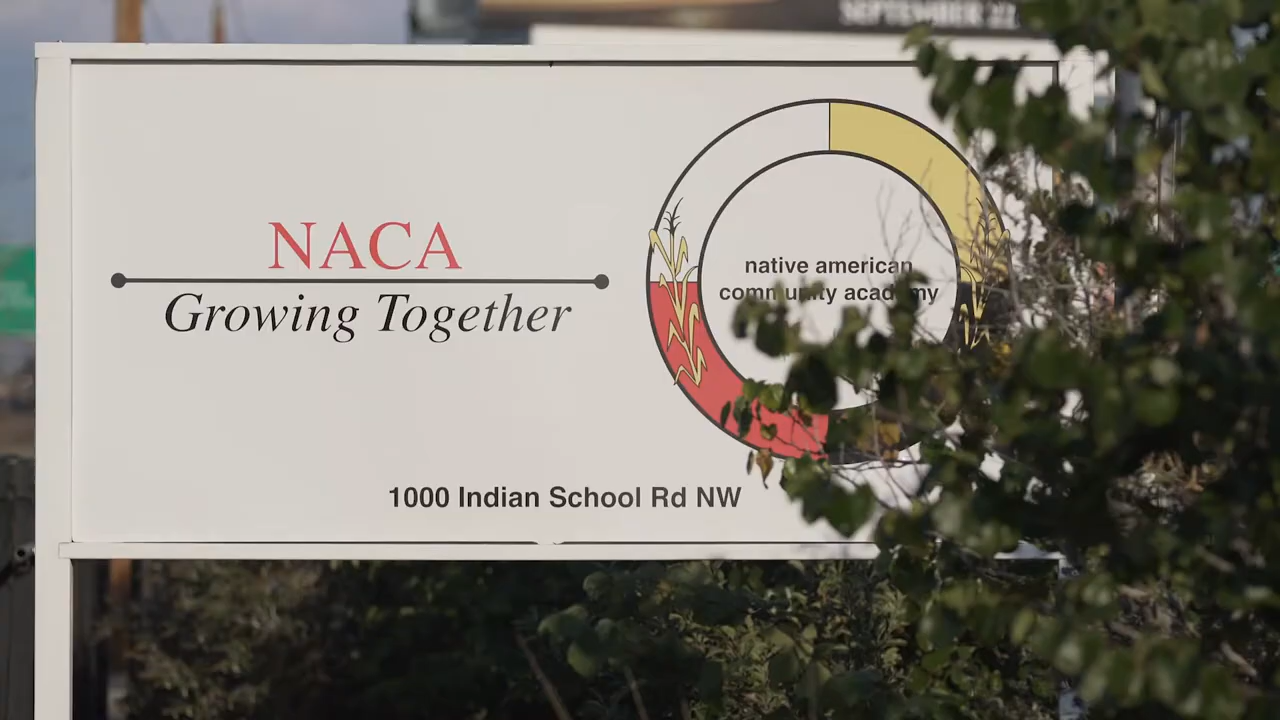 SEPTEMBER 22
NACA
Growing Together
native american
community academy
1000 Indian School Rd NW